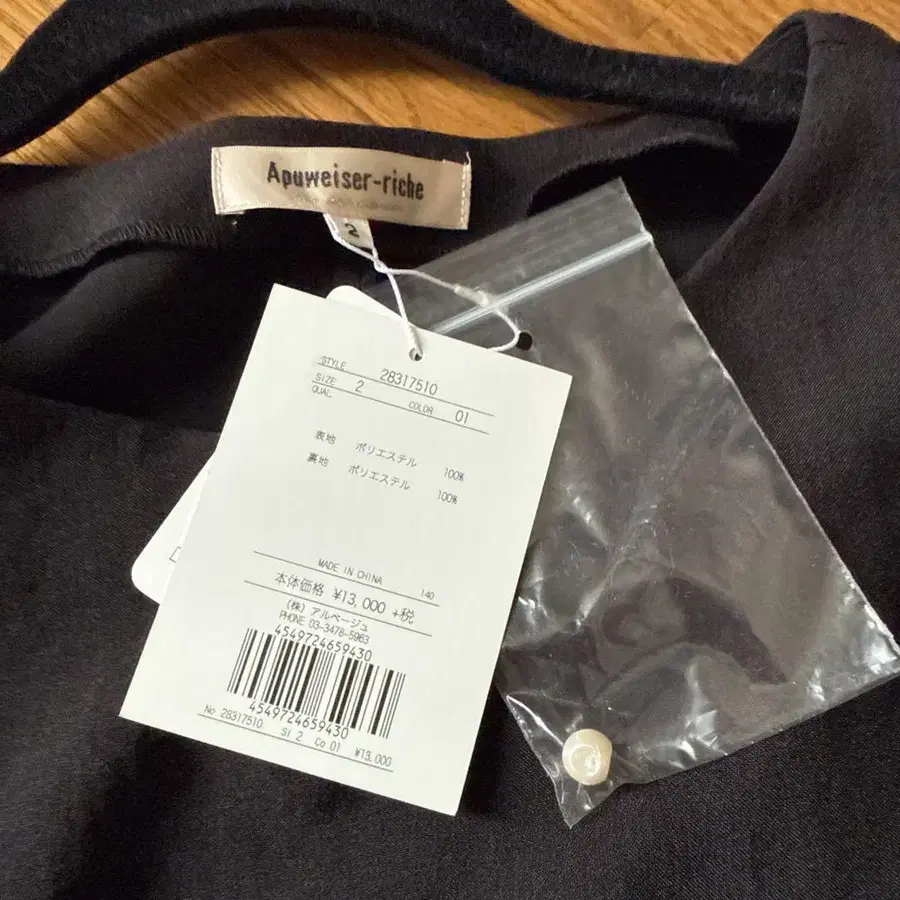 Apuweiser-riche
2
STYLE 28317510
SIZE 2 COLOR 01
QUAL
表地 ポリエステル 100%
裏地 ポリエステル 100%
MADE IN CHINA 140
本体価格 ¥13,000 +税
(株) アルページュ
PHONE 03-3478-5963
4549724659430
4549724659430
No 28317510 Si 2 Co 01 ¥13,000